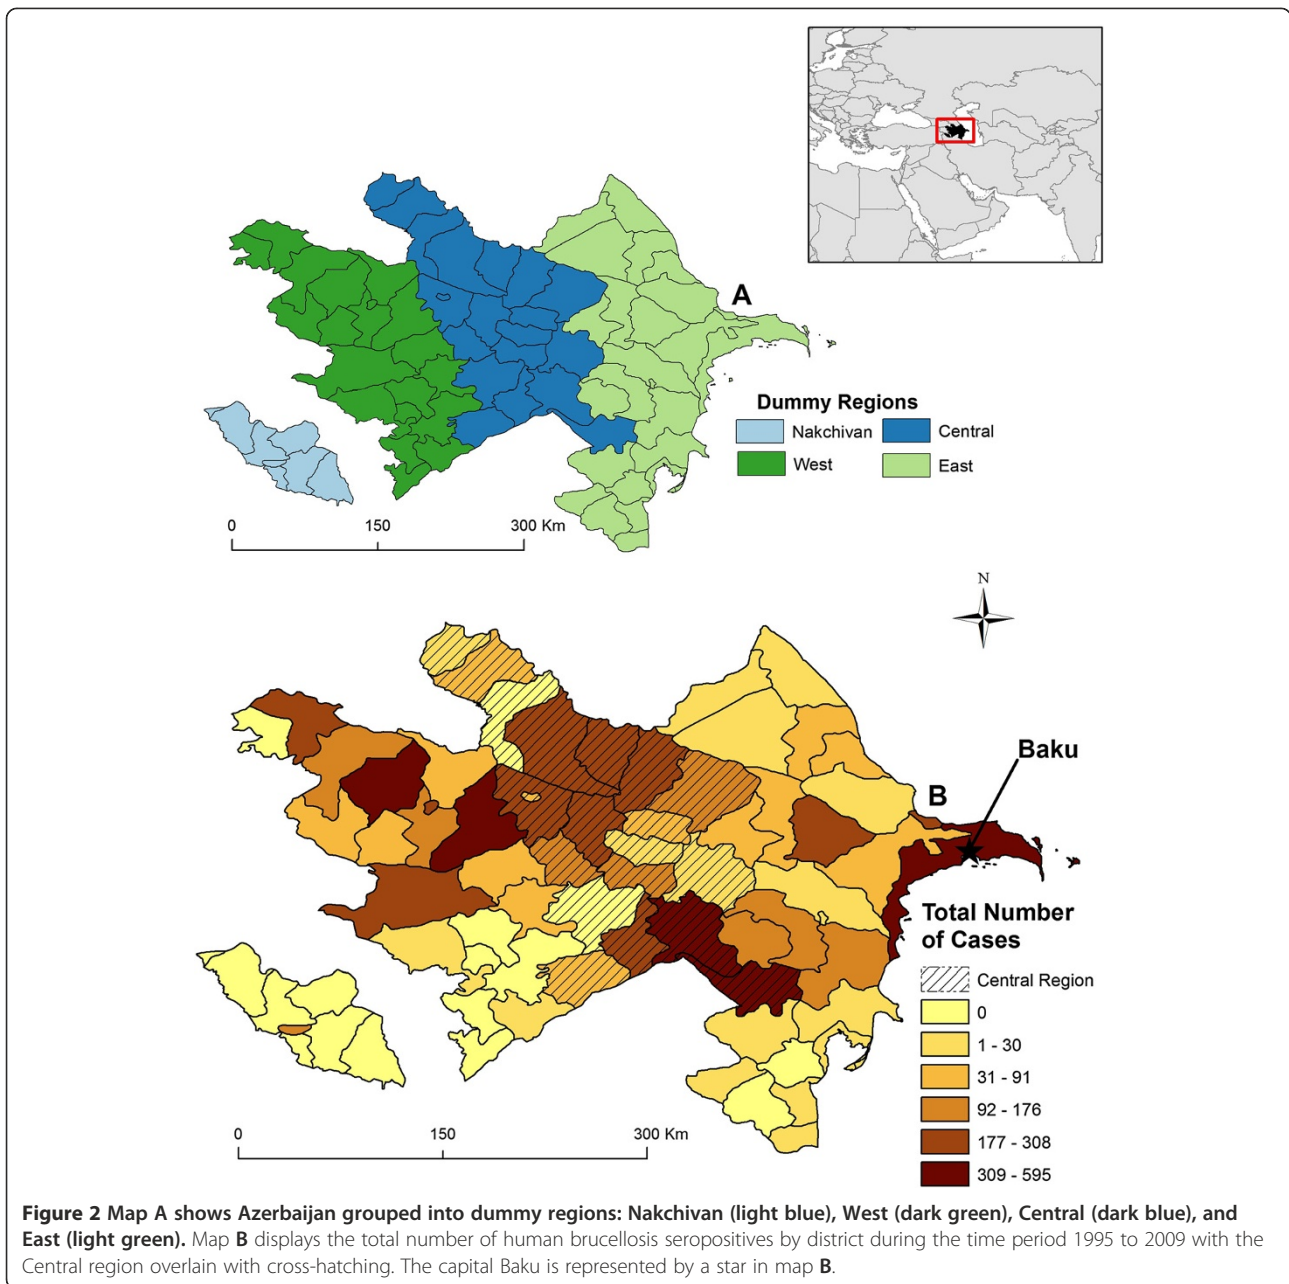 A
Dummy Regions
Nakchivan
Central
West
East
0 150 300 Km
N
Baku
B
Total Number
of Cases
Central Region
0
1 - 30
31 - 91
92 - 176
177 - 308
309 - 595
0 150 300 Km
Figure 2 Map A shows Azerbaijan grouped into dummy regions: Nakchivan (light blue), West (dark green), Central (dark blue), and
East (light green). Map B displays the total number of human brucellosis seropositives by district during the time period 1995 to 2009 with the
Central region overlain with cross-hatching. The capital Baku is represented by a star in map B.